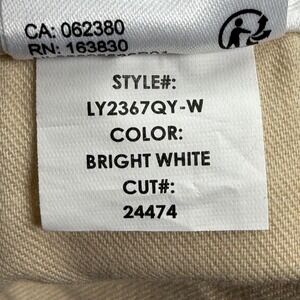 CA: 062380
RN: 163830
STYLE#:
LY2367QY-W
COLOR:
BRIGHT WHITE
CUT#:
24474